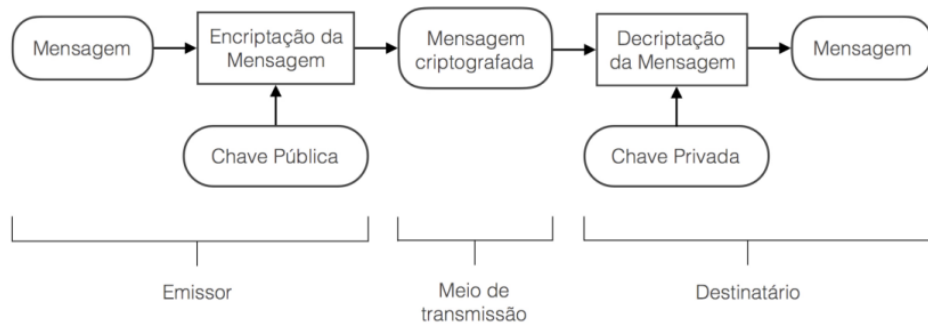 Mensagem
Encriptação da
Mensagem
Mensagem
criptografada
Decriptação
da Mensagem
Mensagem
Chave Pública
Chave Privada
Emissor
Meio de
transmissão
Destinatário